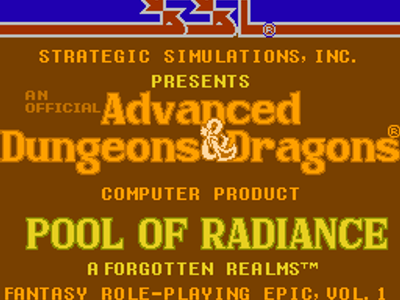 STRATEGIC SIMULATIONS, INC.
PRESENTS
AN
OFFICIAL
Advanced
Dungeons & Dragons®
COMPUTER PRODUCT
POOL OF RADIANCE
A FORGOTTEN REALMS™
FANTASY ROLE-PLAYING EPIC, VOL. 1